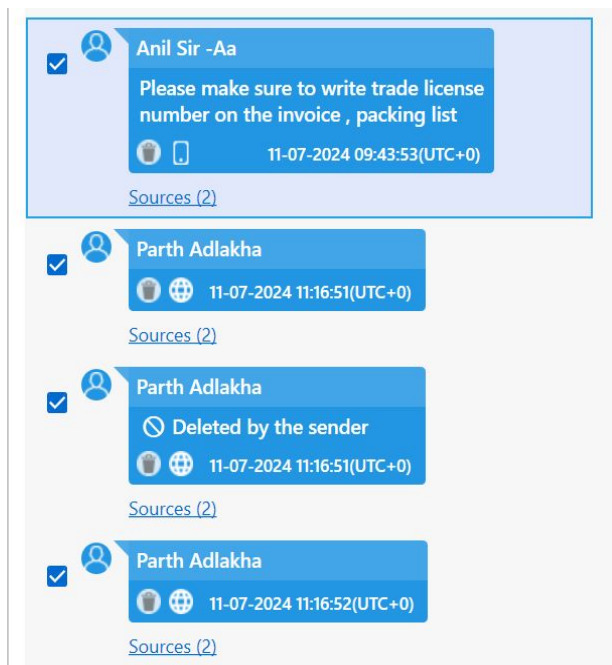 Anil Sir -Aa
Please make sure to write trade license
number on the invoice , packing list
11-07-2024 09:43:53(UTC+0)
Sources (2)
Parth Adlakha
11-07-2024 11:16:51(UTC+0)
Sources (2)
Parth Adlakha
Deleted by the sender
11-07-2024 11:16:51(UTC+0)
Sources (2)
Parth Adlakha
11-07-2024 11:16:52(UTC+0)
Sources (2)